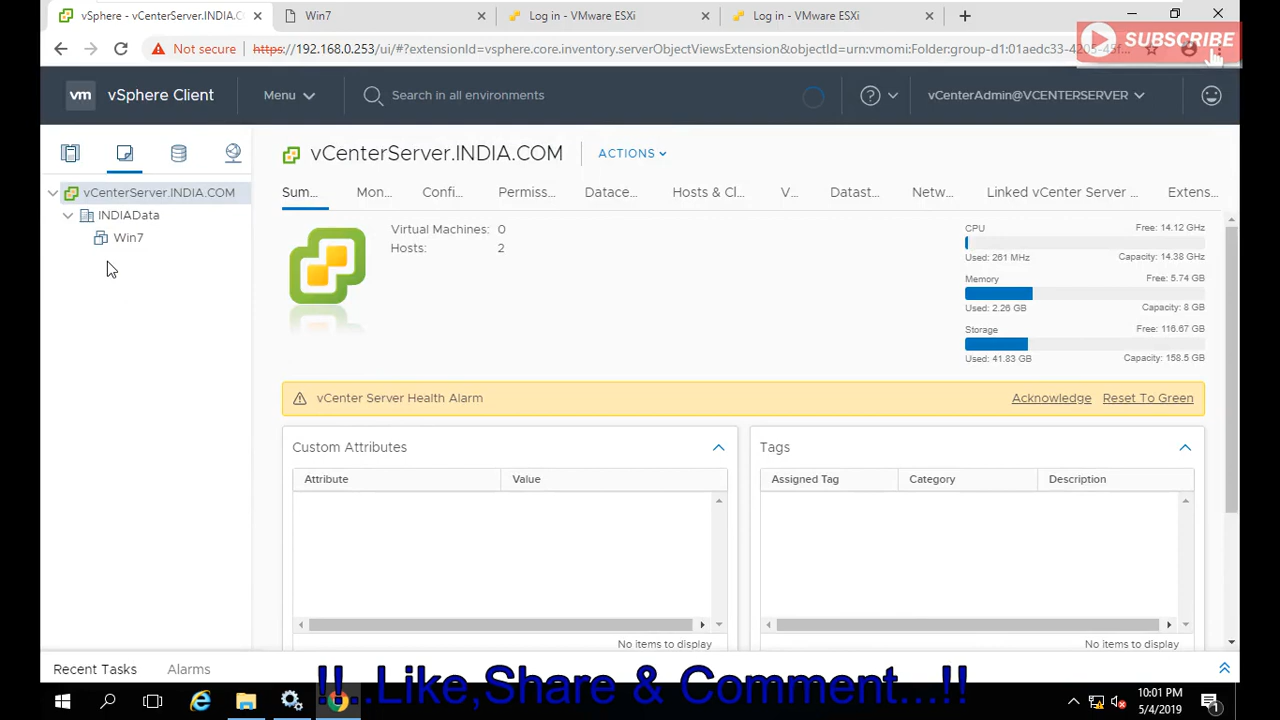 vSphere - vCenterServer.INDIA.C
Win7
Log in - VMware ESXi
Log in - VMware ESXi
Not secure
https://192.168.0.253/ui/#?extensionId=vsphere.core.inventory.serverObjectViewsExtension&objectId=urn:vmomi:Folder:group-d1:01aedc33-4205-45f...
SUBSCRIBE
vm vSphere Client
Menu
Search in all environments
vCenterAdmin@VCENTERSERVER
vCenterServer.INDIA.COM
INDIAData
Win7
vCenterServer.INDIA.COM
ACTIONS
Sum...
Mon...
Confi...
Permiss...
Datace...
Hosts & Cl...
V...
Datast...
Netw...
Linked vCenter Server ...
Extens...
Virtual Machines: 0
Hosts: 2
CPU Free: 14.12 GHz
Used: 261 MHz Capacity: 14.38 GHz
Memory Free: 5.74 GB
Used: 2.26 GB Capacity: 8 GB
Storage Free: 116.67 GB
Used: 41.83 GB Capacity: 158.5 GB
vCenter Server Health Alarm
Acknowledge
Reset To Green
Custom Attributes
Attribute
Value
No items to display
Tags
Assigned Tag
Category
Description
No items to display
Recent Tasks
Alarms
!!..Like,Share & Comment...!!
10:01 PM
5/4/2019
1